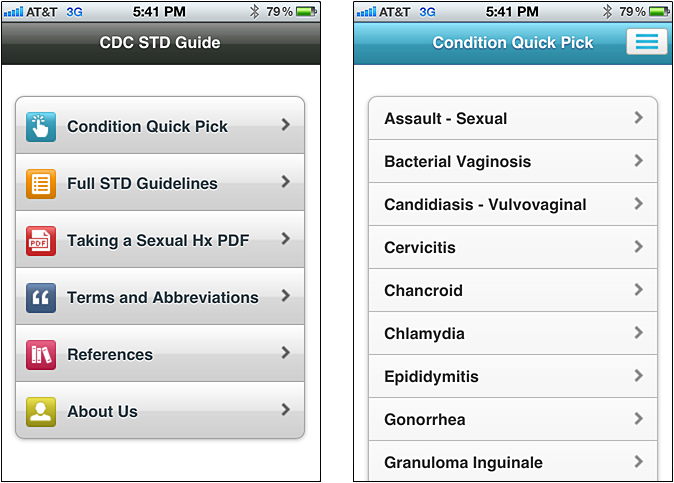 AT&T 3G 5:41 PM 79%
CDC STD Guide
Condition Quick Pick
Full STD Guidelines
PDF
Taking a Sexual Hx PDF
Terms and Abbreviations
References
About Us
AT&T 3G 5:41 PM 79%
Condition Quick Pick
Assault - Sexual
Bacterial Vaginosis
Candidiasis - Vulvovaginal
Cervicitis
Chancroid
Chlamydia
Epididymitis
Gonorrhea
Granuloma Inguinale